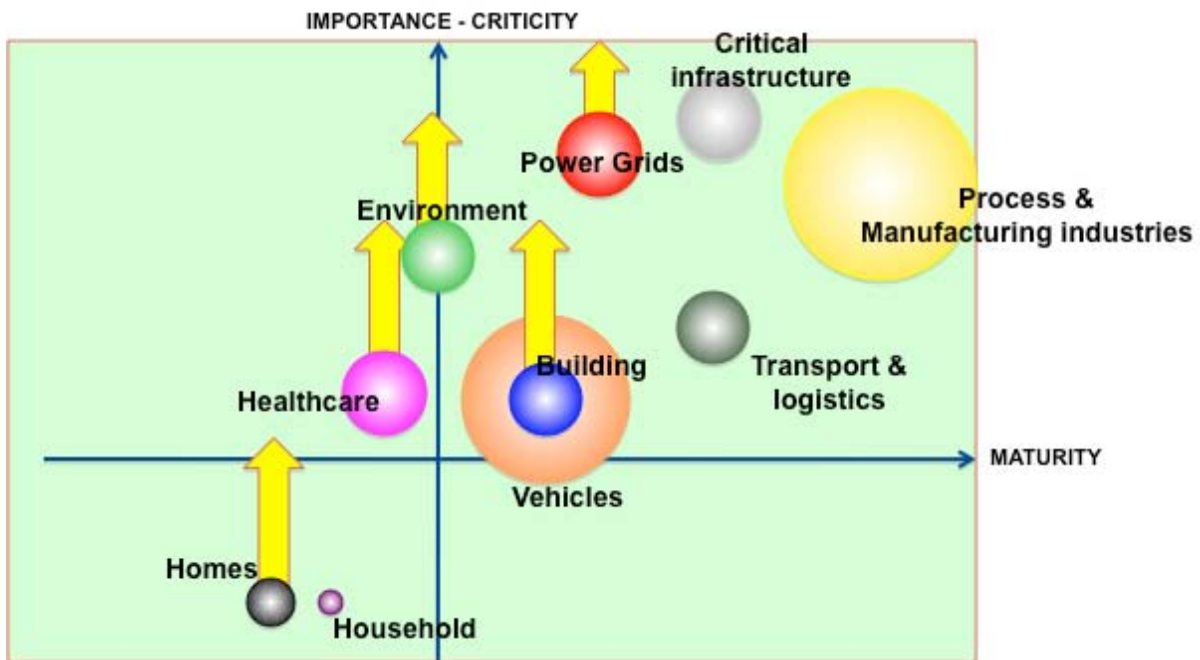 IMPORTANCE - CRITICITY
Critical
infrastructure
Power Grids
Process &
Manufacturing industries
Environment
Building
Transport &
logistics
Healthcare
MATURITY
Vehicles
Homes
Household